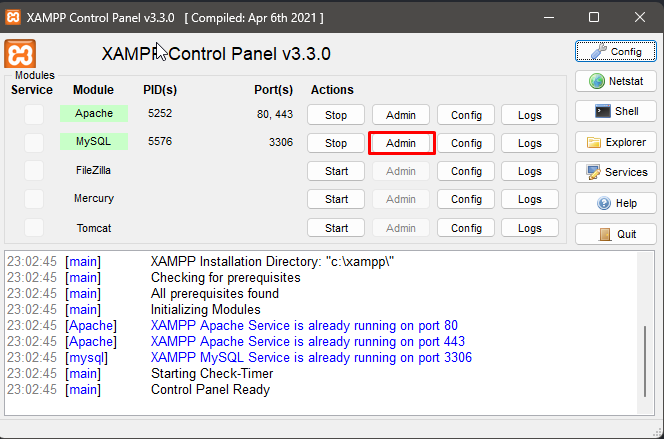 XAMPP Control Panel v3.3.0 [ Compiled: Apr 6th 2021 ]
XAMPP Control Panel v3.3.0
Config
Modules
Service Module PID(s) Port(s) Actions
Netstat
Apache 5252 80, 443 Stop Admin Config Logs
Shell
MySQL 5576 3306 Stop Admin Config Logs
Explorer
FileZilla Start Admin Config Logs
Services
Mercury Start Admin Config Logs
Help
Tomcat Start Admin Config Logs
Quit
23:02:45 [main] XAMPP Installation Directory: "c:\xampp\"
23:02:45 [main] Checking for prerequisites
23:02:45 [main] All prerequisites found
23:02:45 [main] Initializing Modules
23:02:45 [Apache] XAMPP Apache Service is already running on port 80
23:02:45 [Apache] XAMPP Apache Service is already running on port 443
23:02:45 [mysql] XAMPP MySQL Service is already running on port 3306
23:02:45 [main] Starting Check-Timer
23:02:45 [main] Control Panel Ready